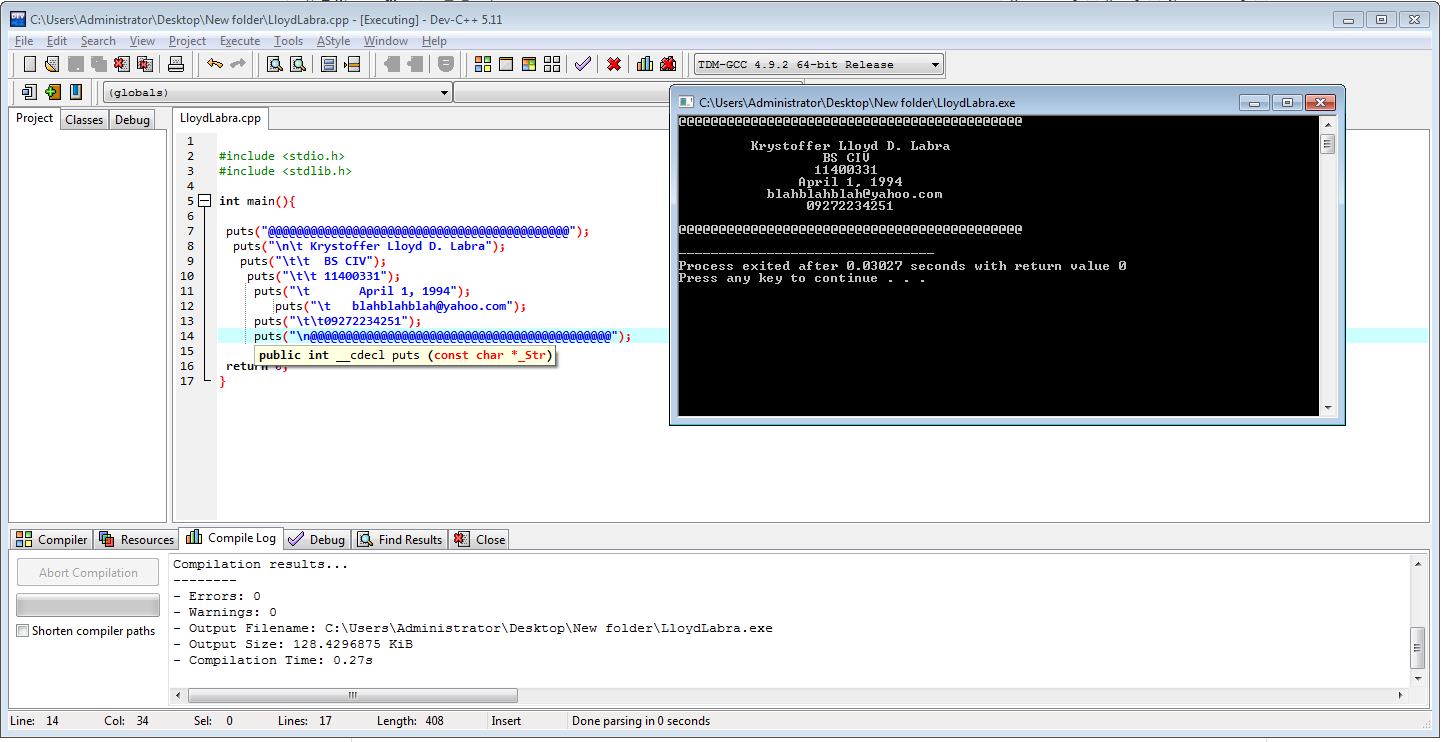 C:\Users\Administrator\Desktop\New folder\LloydLabra.cpp - [Executing] - Dev-C++ 5.11
File Edit Search View Project Execute Tools AStyle Window Help
TDM-GCC 4.9.2 64-bit Release
(globals)
Project Classes Debug
LloydLabra.cpp
1
2 #include <stdio.h>
3 #include <stdlib.h>
4
5 int main(){
6
7 puts("@@@@@@@@@@@@@@@@@@@@@@@@@@@@@@@@@@@@@@@@@@@");
8 puts("\n\t Krystoffer Lloyd D. Labra");
9 puts("\t\t  BS CIV");
10 puts("\t\t 11400331");
11 puts("\t       April 1, 1994");
12 puts("\t   blahblahblah@yahoo.com");
13 puts("\t\t09272234251");
14 puts("\n@@@@@@@@@@@@@@@@@@@@@@@@@@@@@@@@@@@@@@@@@@@");
15
public int __cdecl puts (const char *_Str)
16 return 0;
17 }
C:\Users\Administrator\Desktop\New folder\LloydLabra.exe
@@@@@@@@@@@@@@@@@@@@@@@@@@@@@@@@@@@@@@@@@@@
Krystoffer Lloyd D. Labra
BS CIV
11400331
April 1, 1994
blahblahblah@yahoo.com
09272234251
@@@@@@@@@@@@@@@@@@@@@@@@@@@@@@@@@@@@@@@@@@@
--------------------------------
Process exited after 0.03027 seconds with return value 0
Press any key to continue . . .
Compiler Resources Compile Log Debug Find Results Close
Abort Compilation
Shorten compiler paths
Compilation results...
--------
- Errors: 0
- Warnings: 0
- Output Filename: C:\Users\Administrator\Desktop\New folder\LloydLabra.exe
- Output Size: 128.4296875 KiB
- Compilation Time: 0.27s
Line: 14 Col: 34 Sel: 0 Lines: 17 Length: 408 Insert Done parsing in 0 seconds